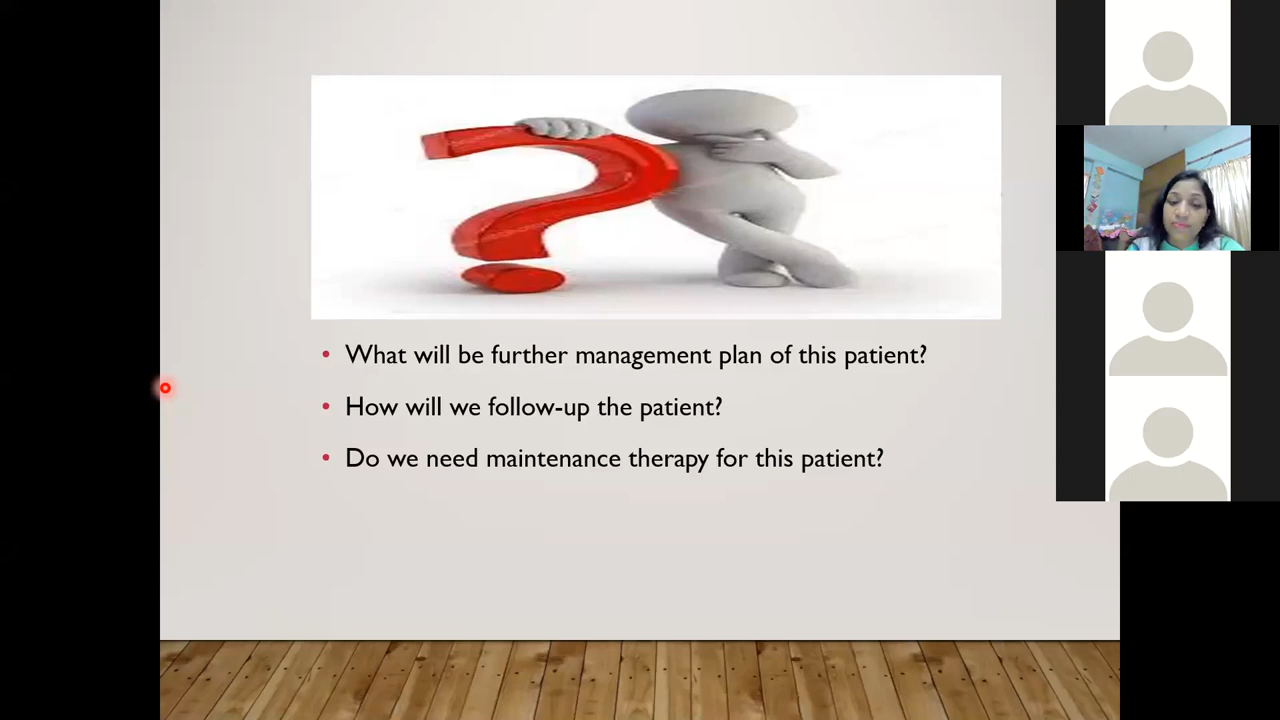 What will be further management plan of this patient?
How will we follow-up the patient?
Do we need maintenance therapy for this patient?